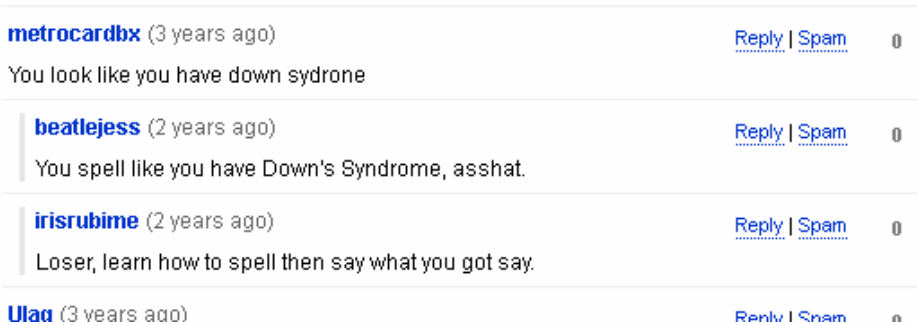 metrocardbx (3 years ago) Reply | Spam 0
You look like you have down sydrone
beatlejess (2 years ago) Reply | Spam 0
You spell like you have Down's Syndrome, asshat.
irisrubime (2 years ago) Reply | Spam 0
Loser, learn how to spell then say what you got say.
Ulag (3 years ago) Reply | Spam 0